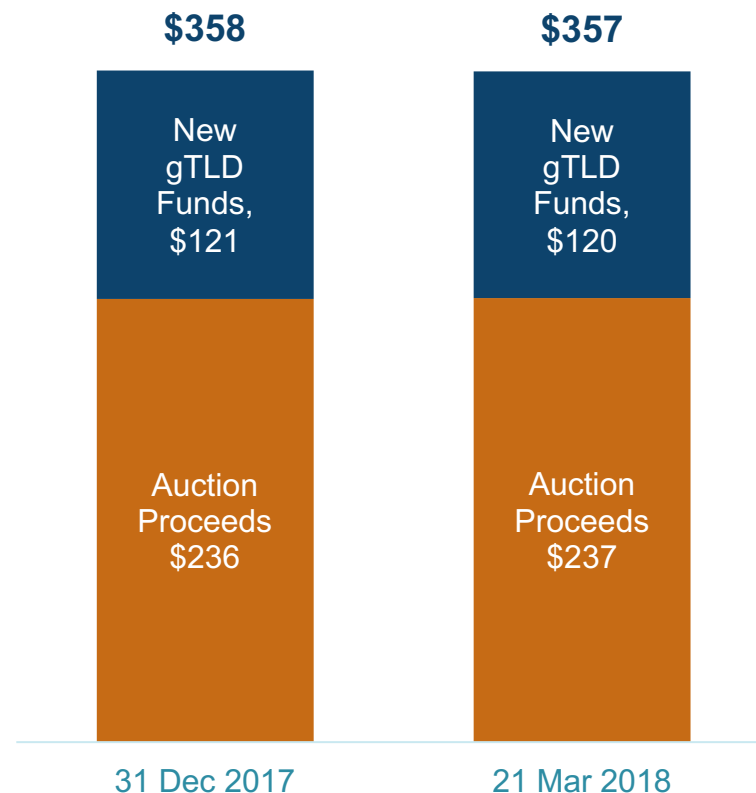 $358
$357
New
gTLD
Funds,
$121
New
gTLD
Funds,
$120
Auction
Proceeds
$236
Auction
Proceeds
$237
31 Dec 2017
21 Mar 2018